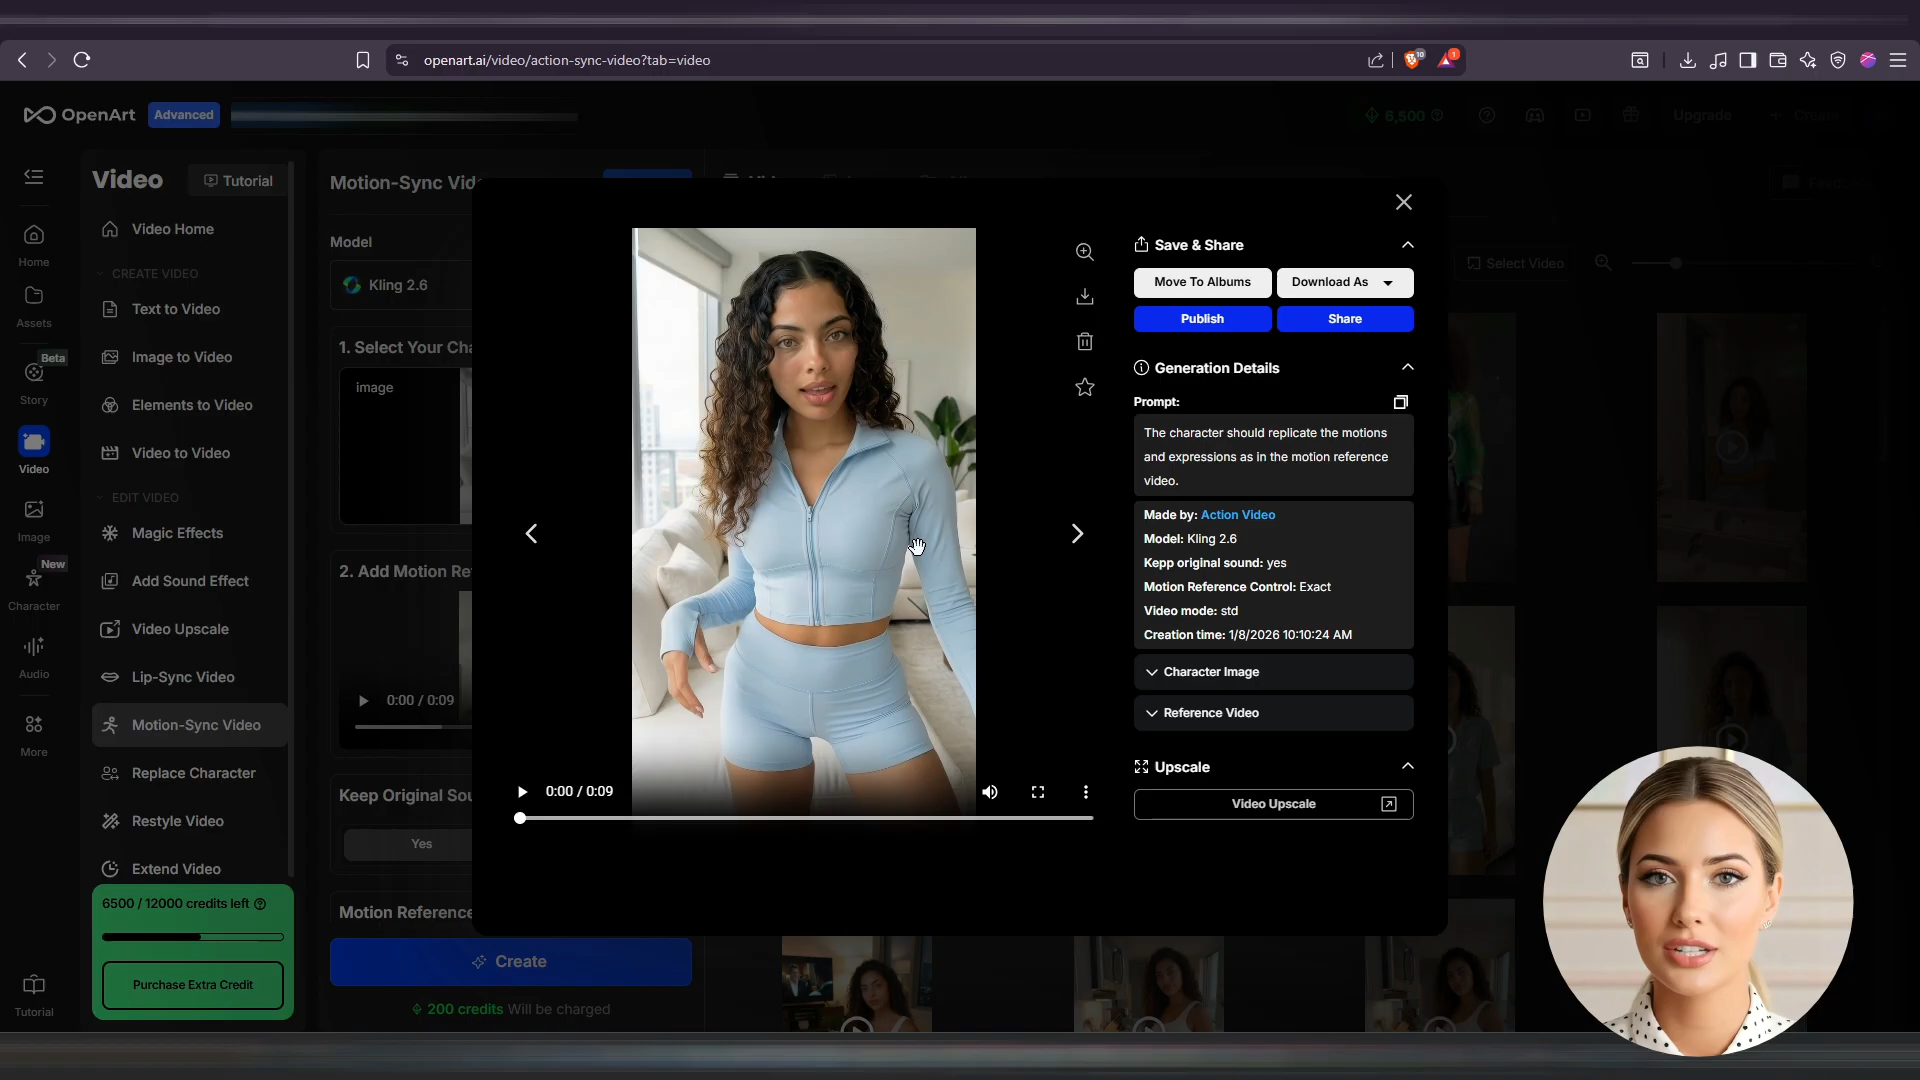 openart.ai/video/action-sync-video?tab=video
10
1
OpenArt
Advanced
6,500
Upgrade
Home
Assets
Beta
Story
Video
Image
New
Character
Audio
More
Tutorial
Video
Tutorial
Video Home
CREATE VIDEO
Text to Video
Image to Video
Elements to Video
Video to Video
EDIT VIDEO
Magic Effects
Add Sound Effect
Video Upscale
Lip-Sync Video
Motion-Sync Video
Replace Character
Restyle Video
Extend Video
6500 / 12000 credits left
Purchase Extra Credit
Motion-Sync Vid
Model
Kling 2.6
1. Select Your Cha
image
2. Add Motion Re
0:00 / 0:09
Keep Original Sou
Yes
Motion Reference
Create
200 credits Will be charged
0:00 / 0:09
Save & Share
Move To Albums
Download As
Publish
Share
Generation Details
Prompt:
The character should replicate the motions
and expressions as in the motion reference
video.
Made by: Action Video
Model: Kling 2.6
Kepp original sound: yes
Motion Reference Control: Exact
Video mode: std
Creation time: 1/8/2026 10:10:24 AM
Character Image
Reference Video
Upscale
Video Upscale
Select Video